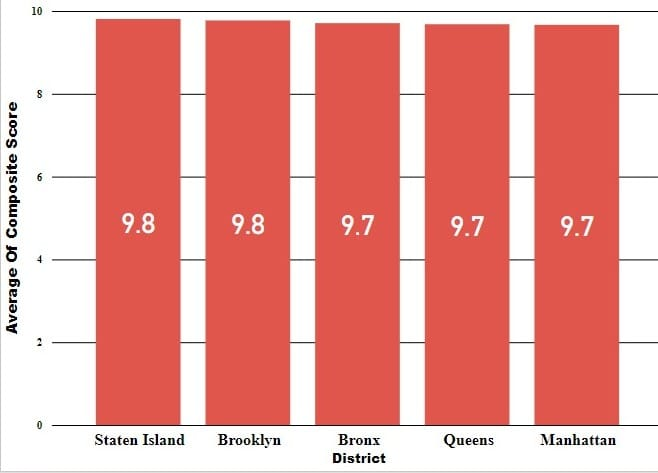 Average Of Composite Score
10
8
6
4
2
0
9.8 9.8 9.7 9.7 9.7
Staten Island Brooklyn Bronx Queens Manhattan
District